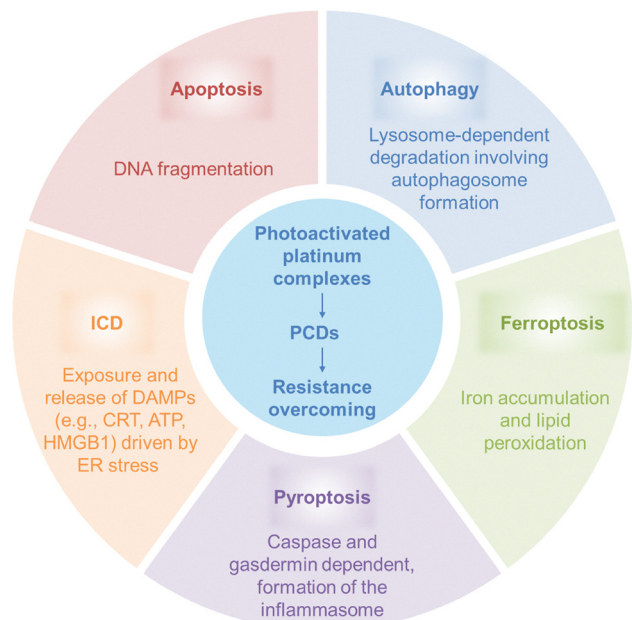 Apoptosis
DNA fragmentation
Autophagy
Lysosome-dependent
degradation involving
autophagosome
formation
Photoactivated
platinum
complexes
PCDs
Resistance
overcoming
ICD
Exposure and
release of DAMPs
(e.g., CRT, ATP,
HMGB1) driven by
ER stress
Ferroptosis
Iron accumulation
and lipid
peroxidation
Pyroptosis
Caspase and
gasdermin dependent,
formation of the
inflammasome